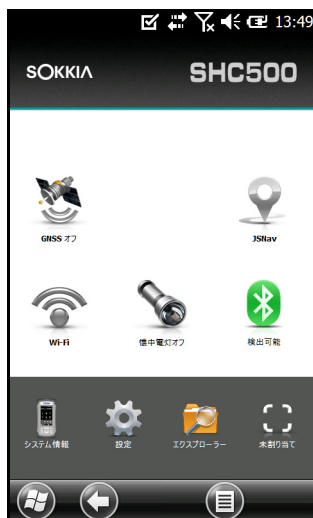 13:49
SOKKIA
SHC500
GNSS オフ
JSNav
Wi-Fi
懐中電灯オフ
検出可能
システム情報
設定
エクスプローラー
未割り当て